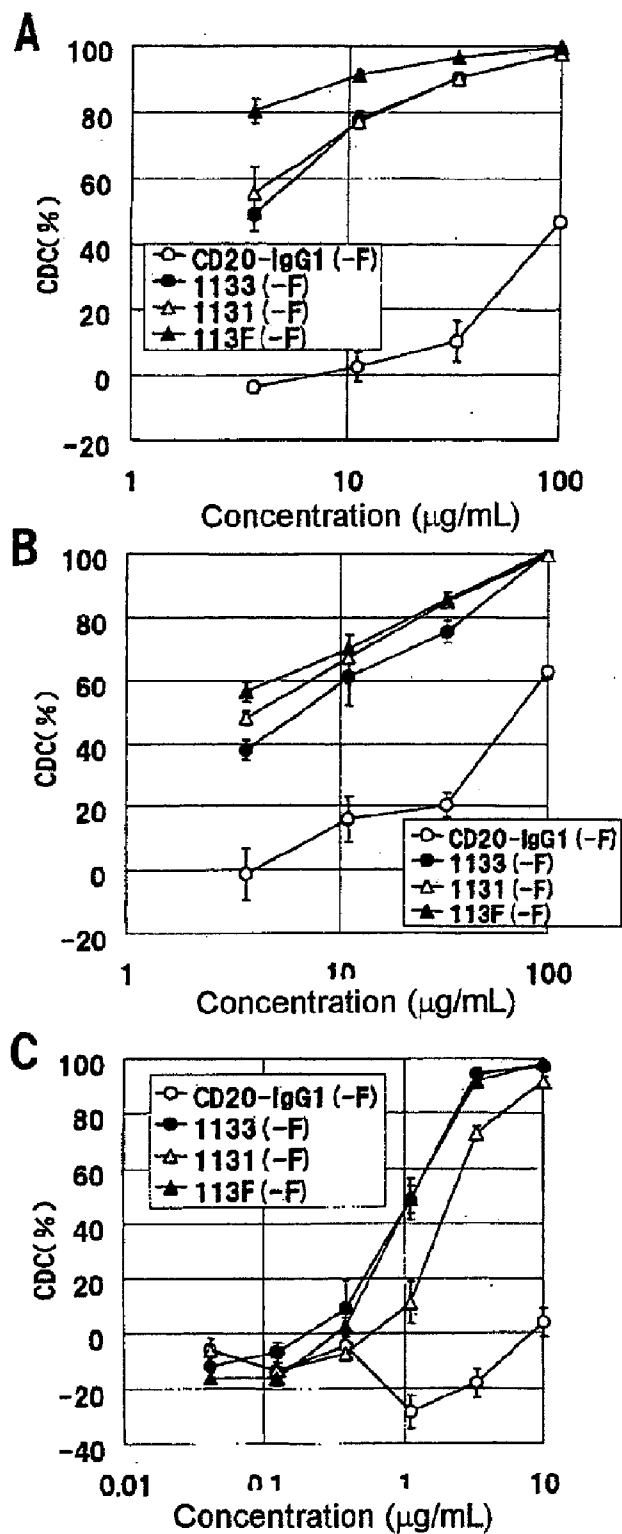 A
CDC(%)
100
80
60
40
20
0
-20
CD20-IgG1(-F)
1133(-F)
1131(-F)
113F(-F)
1 10 100
Concentration (μg/mL)
B
CDC(%)
100
80
60
40
20
0
-20
CD20-IgG1(-F)
1133(-F)
1131(-F)
113F(-F)
1 10 100
Concentration (μg/mL)
C
CDC(%)
100
80
60
40
20
0
-20
-40
CD20-IgG1(-F)
1133(-F)
1131(-F)
113F(-F)
0.01 0.1 1 10
Concentration (μg/mL)